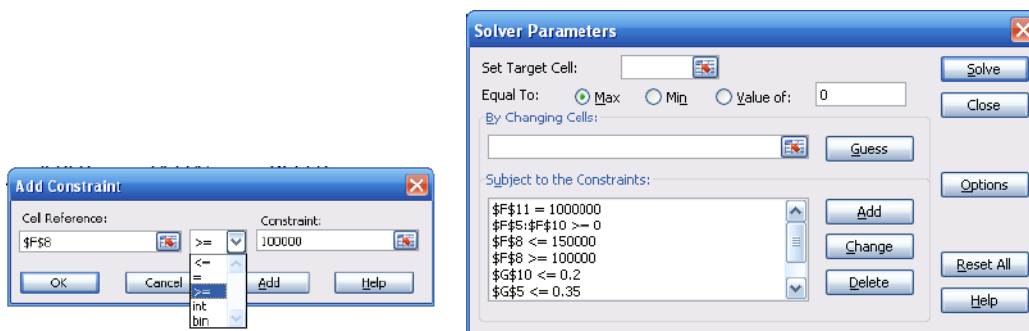 Add Constraint
Cell Reference:
Constraint:
$F$8
>=
100000
<=
=
>=
int
bin
OK
Cancel
Add
Help
Solver Parameters
Set Target Cell:
Equal To:
Max
Min
Value of:
0
By Changing Cells:
Guess
Subject to the Constraints:
$F$11 = 1000000
$F$5:$F$10 >= 0
$F$8 <= 150000
$F$8 >= 100000
$G$10 <= 0.2
$G$5 <= 0.35
Add
Change
Delete
Solve
Close
Options
Reset All
Help